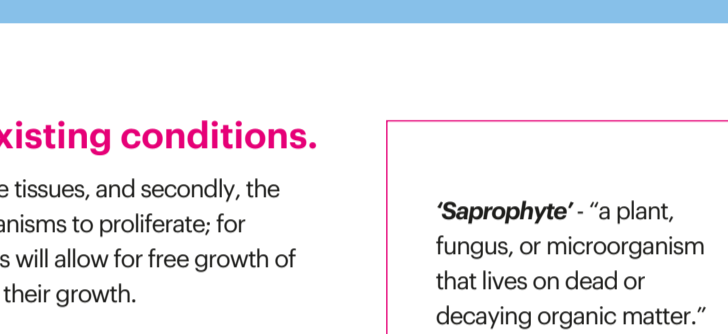 xisting conditions.
e tissues, and secondly, the
anisms to proliferate; for
s will allow for free growth of
their growth.
‘Saprophyte’ - “a plant,
fungus, or microorganism
that lives on dead or
decaying organic matter.”